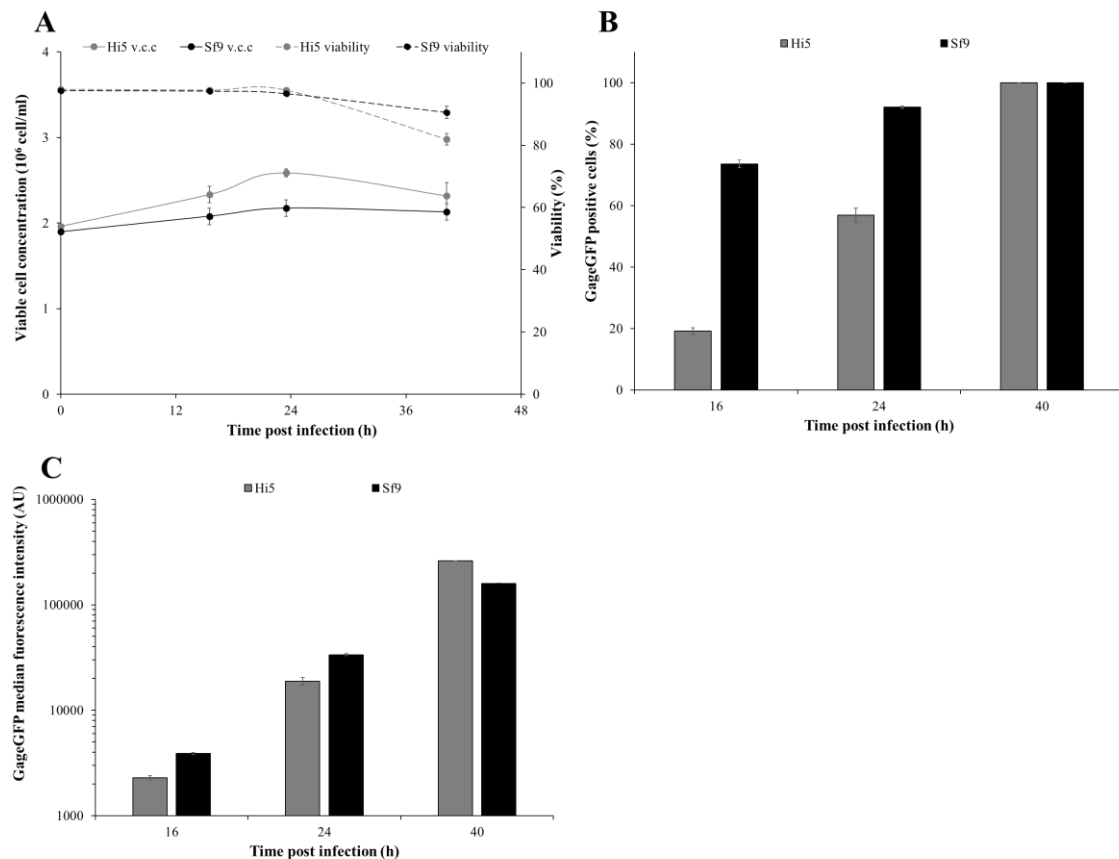 A
Hi5 v.c.c Sf9 v.c.c Hi5 viability Sf9 viability
Viable cell concentration (10⁶ cell/ml)
4
3
2
1
0
100
80
60
40
20
0
Viability (%)
0 12 24 36 48
Time post infection (h)
B
Hi5 Sf9
GageGFP positive cells (%)
100
80
60
40
20
0
16 24 40
Time post infection (h)
C
Hi5 Sf9
GageGFP median fuorescence intensity (AU)
1000000
100000
10000
1000
16 24 40
Time post infection (h)